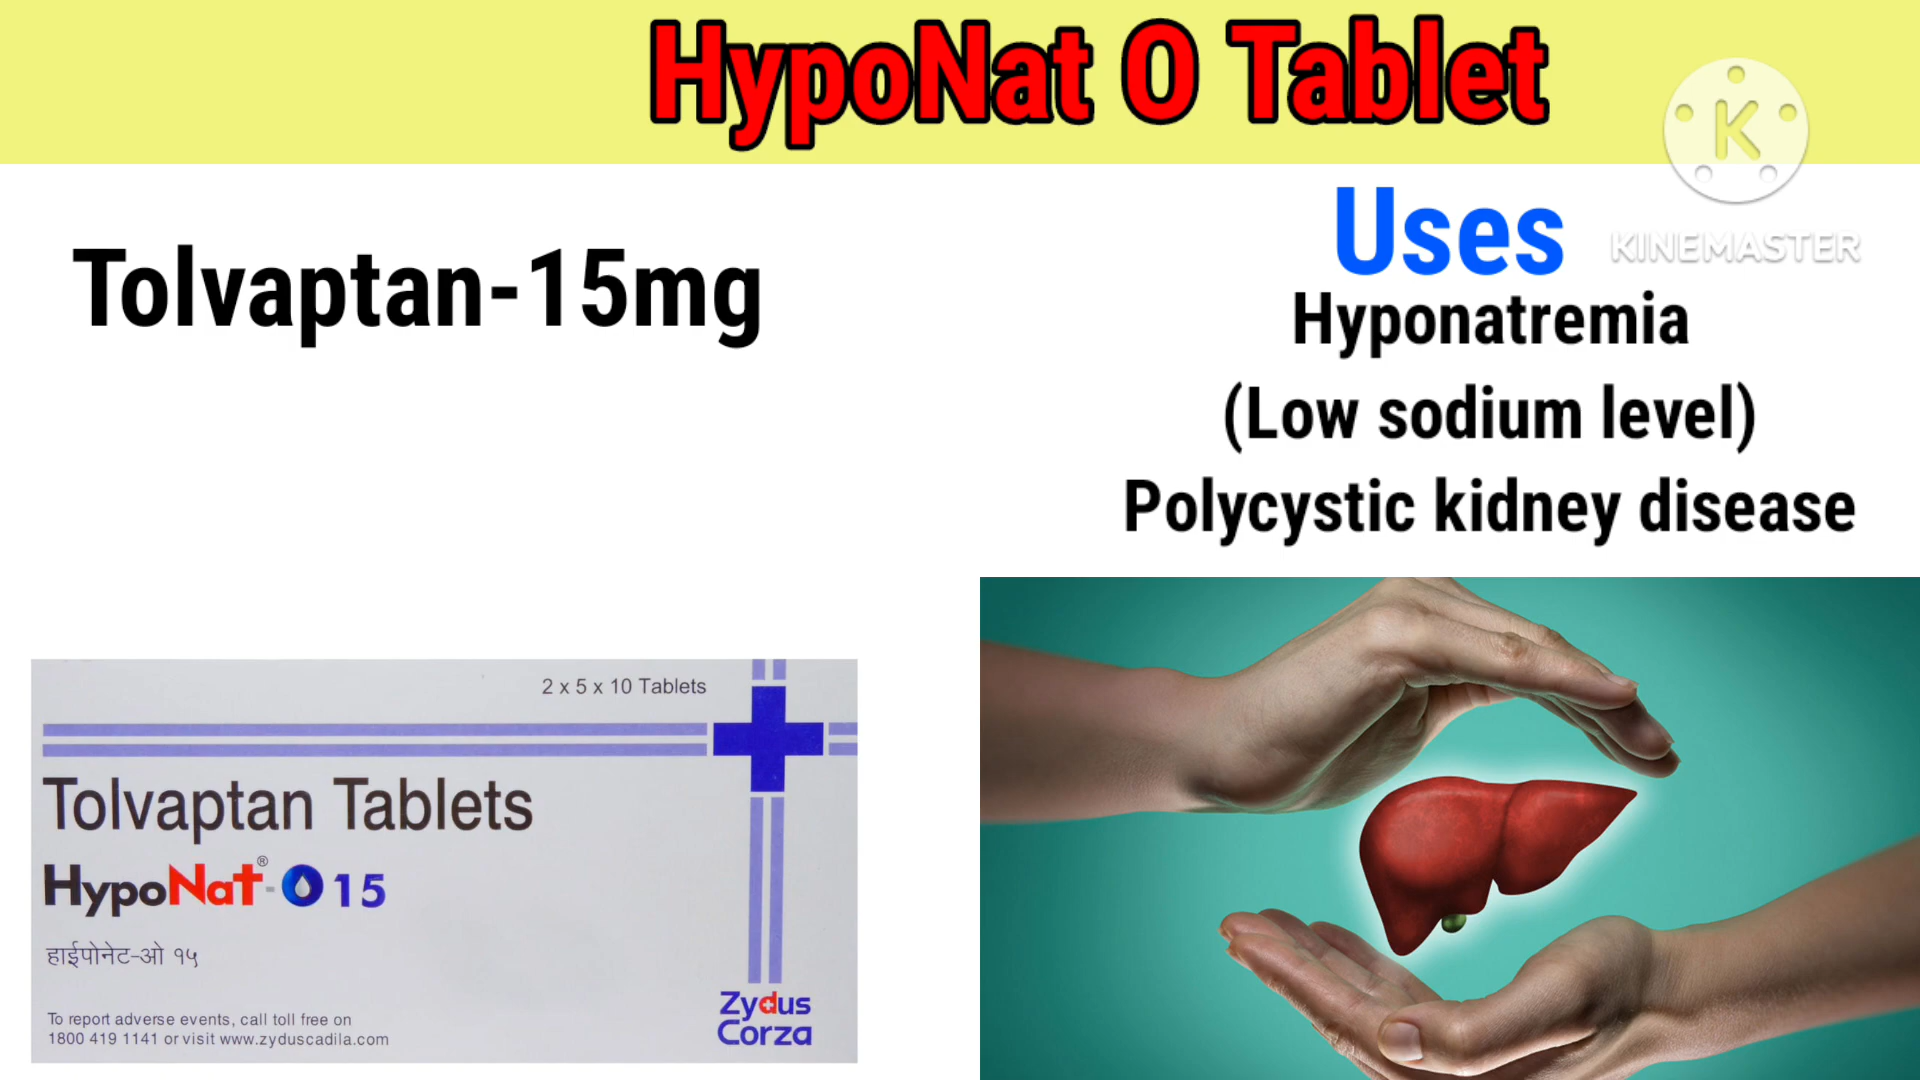 HypoNat O Tablet
K
KINEMASTER
Tolvaptan-15mg
Uses
Hyponatremia
(Low sodium level)
Polycystic kidney disease
2 x 5 x 10 Tablets
Tolvaptan Tablets
HypoNat®-O 15
हाईपोनेट-ओ १५
To report adverse events, call toll free on
1800 419 1141 or visit www.zyduscadila.com
Zydus
Corza